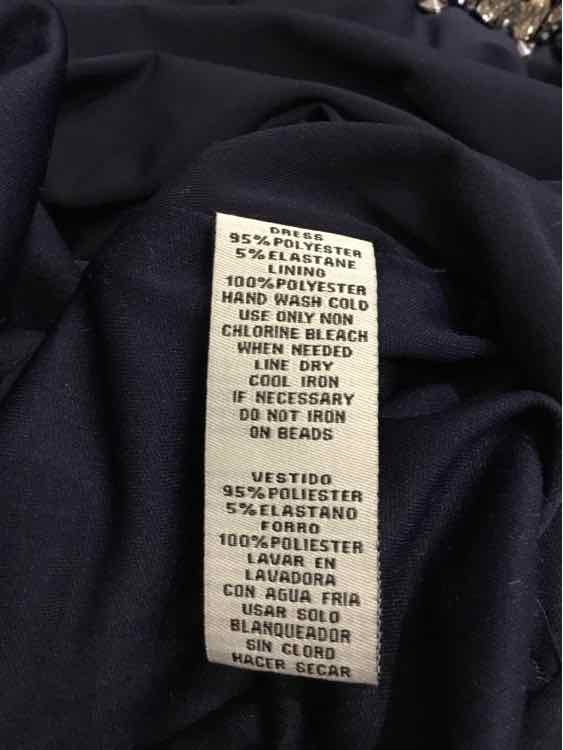 DRESS
95% POLYESTER
5% ELASTANE
LINING
100% POLYESTER
HAND WASH COLD
USE ONLY NON
CHLORINE BLEACH
WHEN NEEDED
LINE DRY
COOL IRON
IF NECESSARY
DO NOT IRON
ON BEADS
VESTIDO
95% POLIESTER
5% ELASTANO
FORRO
100% POLIESTER
LAVAR EN
LAVADORA
CON AGUA FRIA
USAR SOLO
BLANQUEADOR
SIN CLORO
HACER SECAR